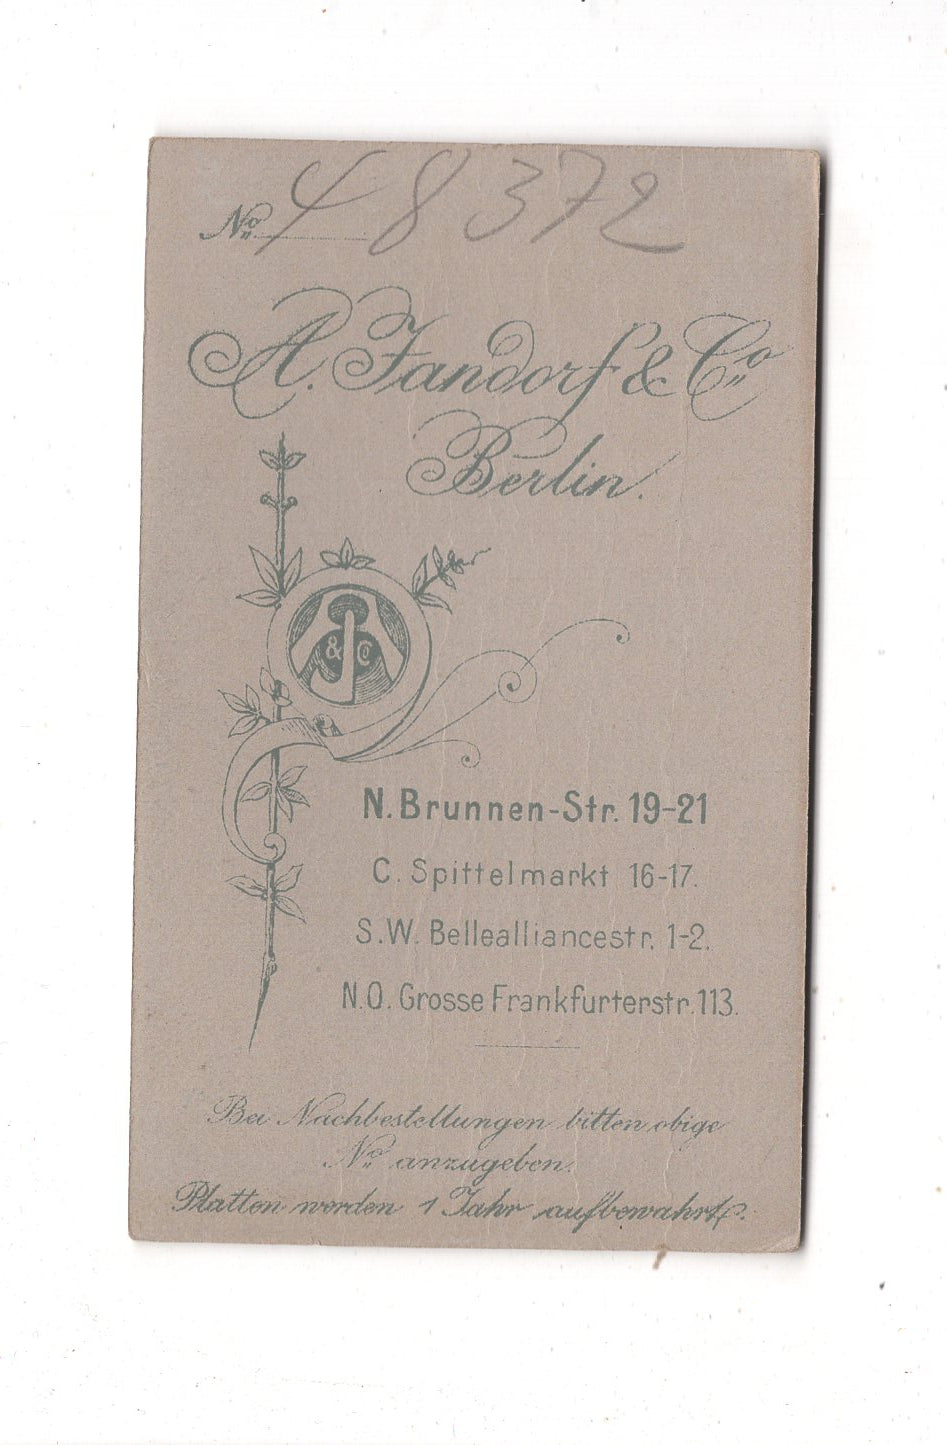 No 48372
A. Jandorf & Co
Berlin.
A J & Co
N. Brunnen-Str. 19-21
C. Spittelmarkt 16-17.
S.W. Bellealliancestr. 1-2.
N.O. Grosse Frankfurterstr. 113.
Bei Nachbestellungen bitten obige
No anzugeben.
Platten werden 1 Jahr aufbewahrt.